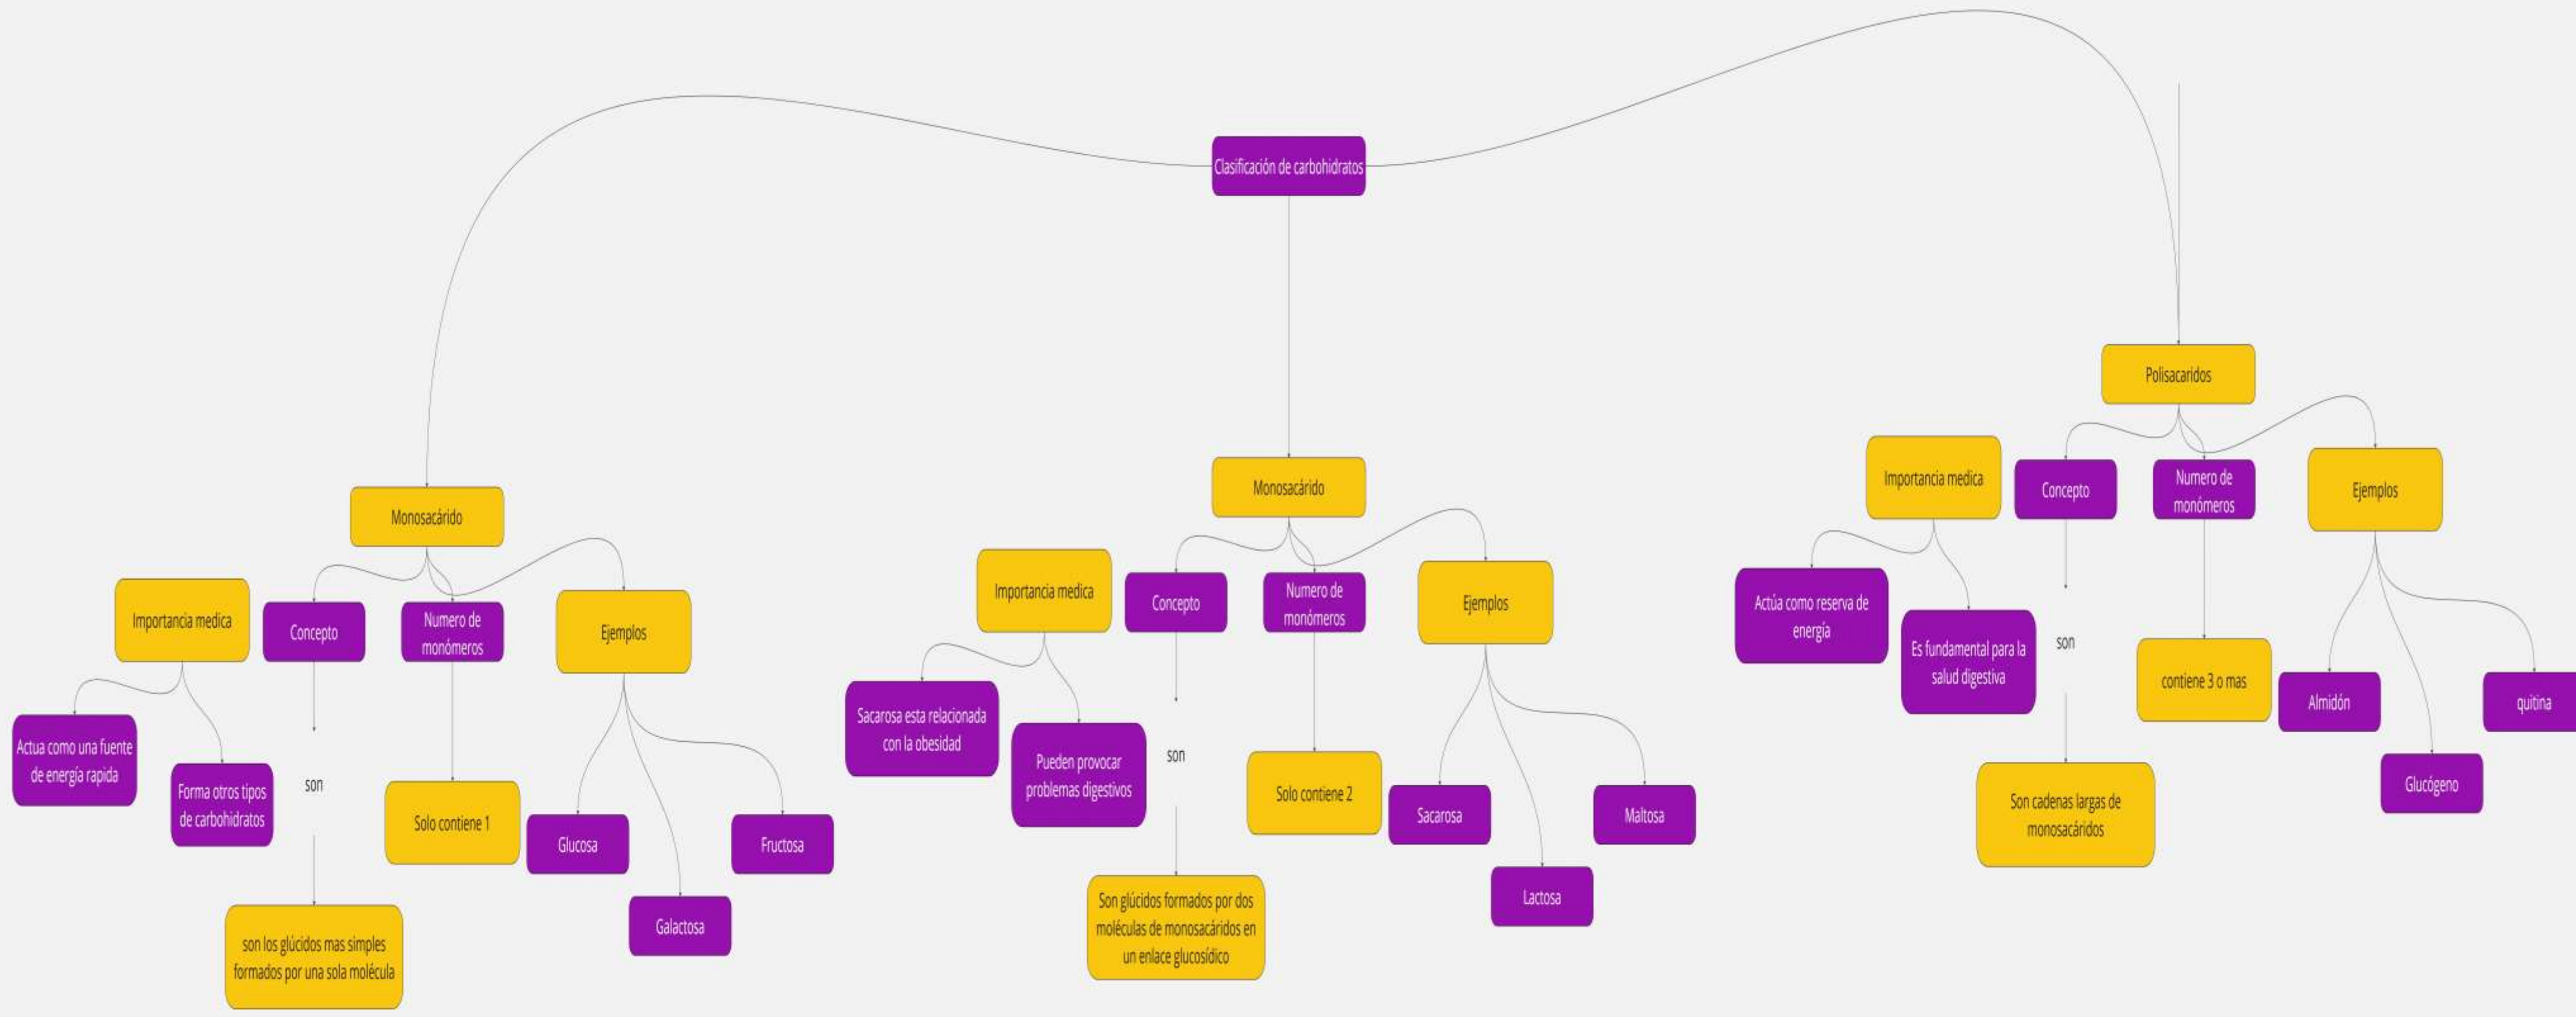 Clasificación de carbohidratos
Monosacárido
Importancia medica
Concepto
Numero de
monómeros
Ejemplos
Actua como una fuente
de energía rapida
Forma otros tipos
de carbohidratos
son
Solo contiene 1
Glucosa
Galactosa
Fructosa
son los glúcidos mas simples
formados por una sola molécula
Monosacárido
Importancia medica
Concepto
Numero de
monómeros
Ejemplos
Sacarosa esta relacionada
con la obesidad
Pueden provocar
problemas digestivos
son
Solo contiene 2
Sacarosa
Lactosa
Maltosa
Son glúcidos formados por dos
moléculas de monosacáridos en
un enlace glucosídico
Polisacaridos
Importancia medica
Concepto
Numero de
monómeros
Ejemplos
Actúa como reserva de
energía
Es fundamental para la
salud digestiva
son
contiene 3 o mas
Almidón
Glucógeno
quitina
Son cadenas largas de
monosacáridos